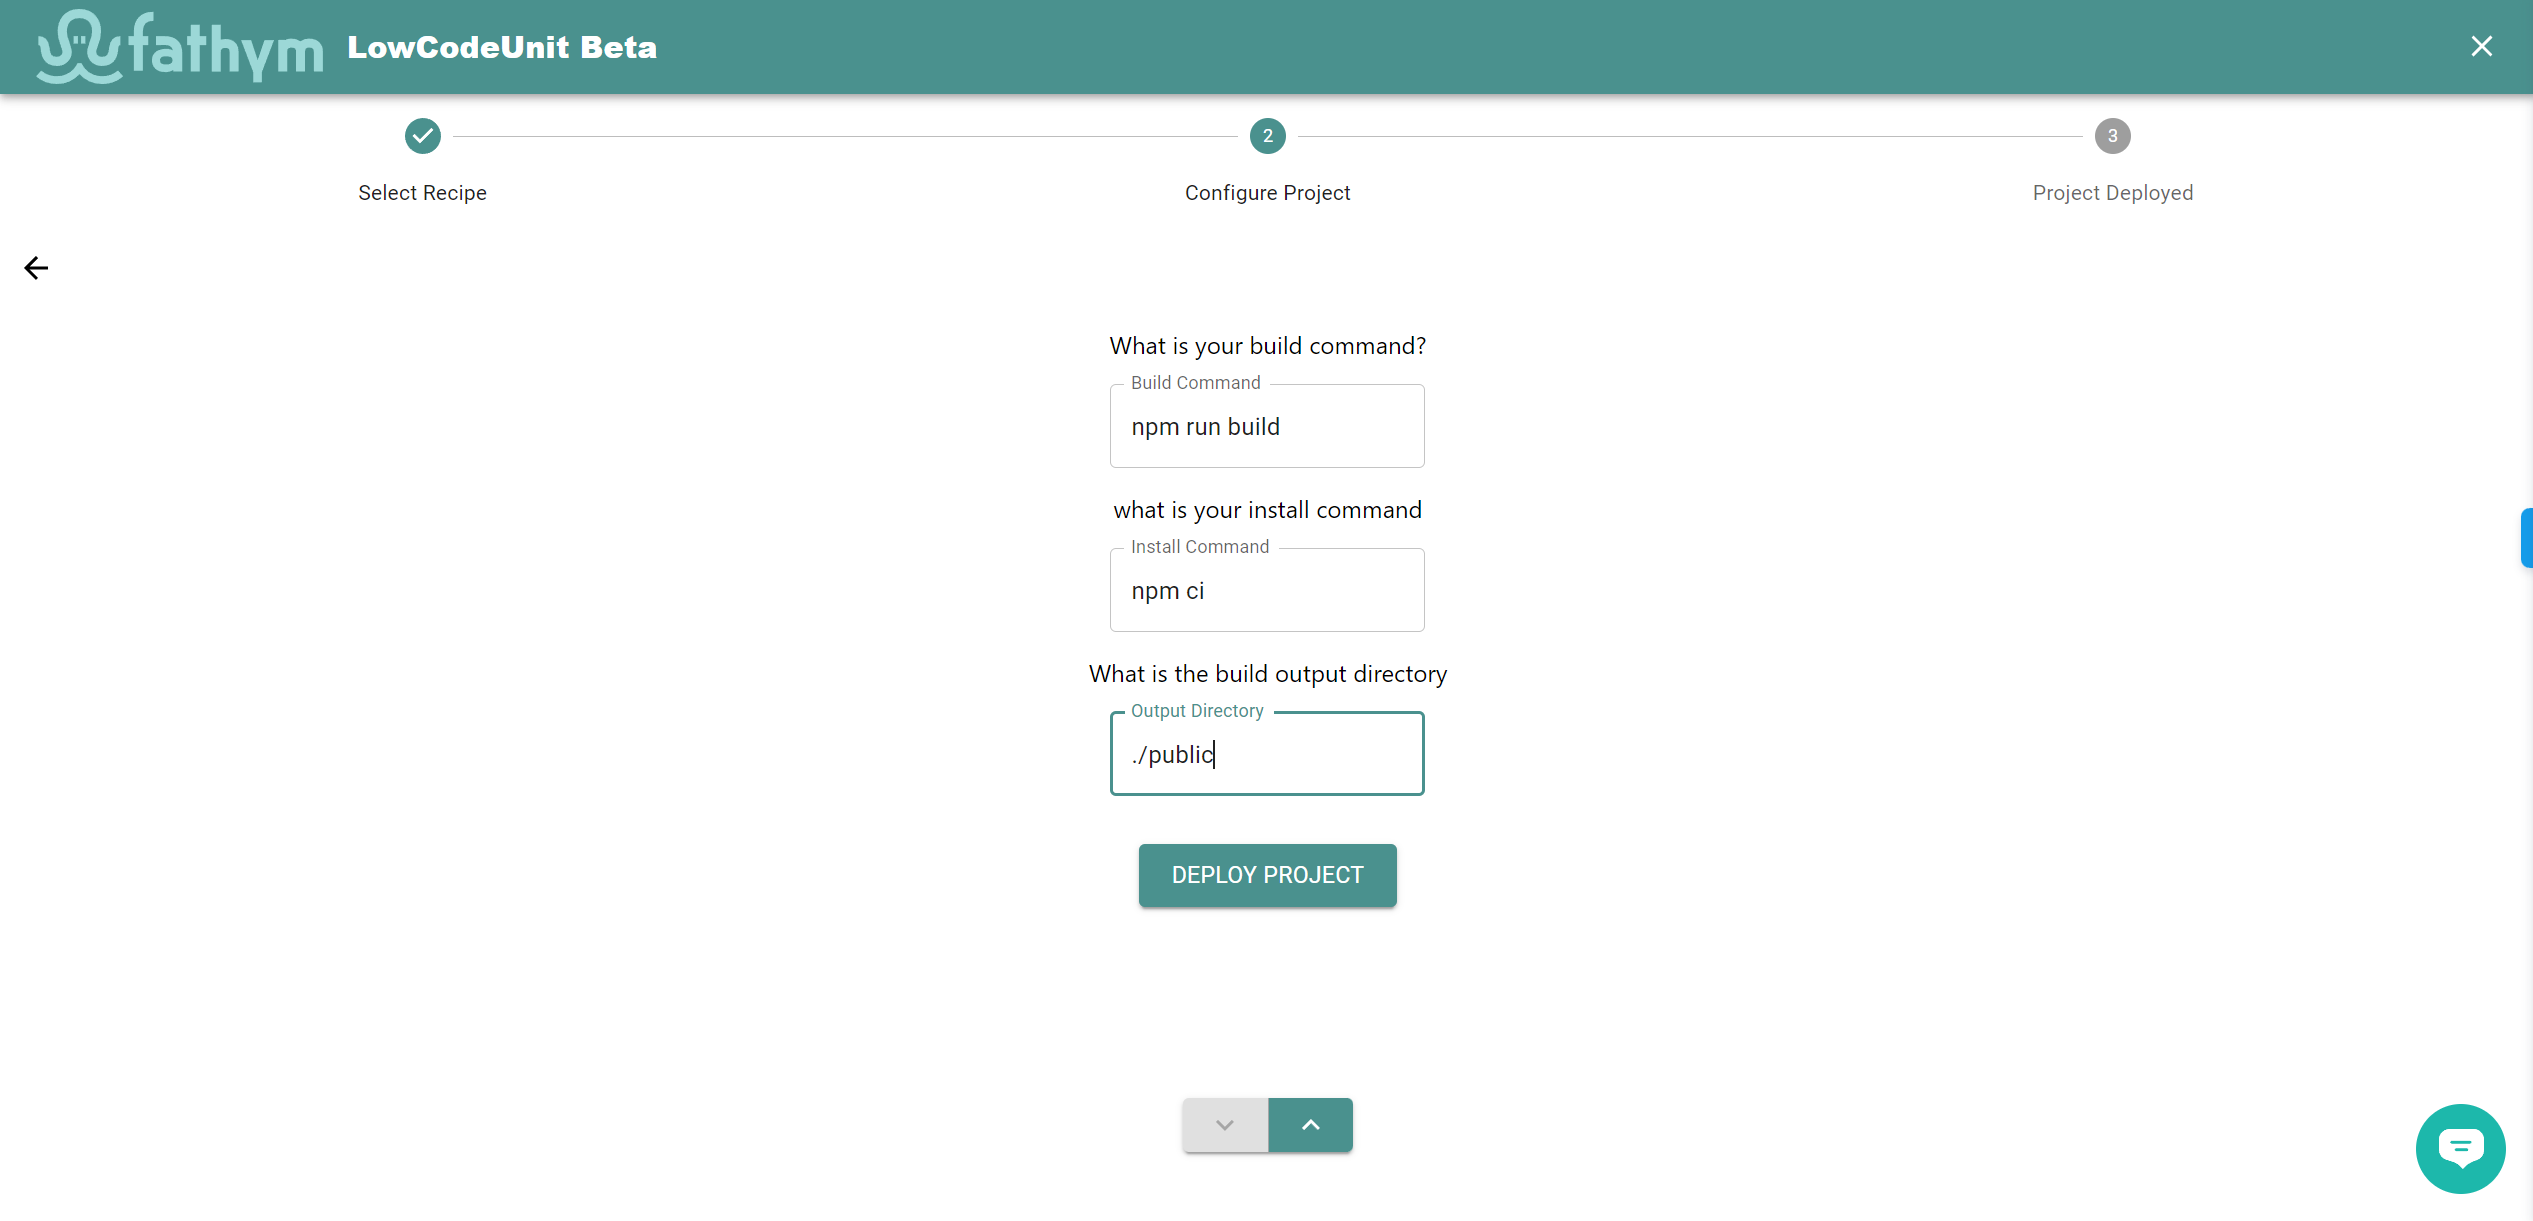 fathym LowCodeUnit Beta
2
3
Select Recipe
Configure Project
Project Deployed
What is your build command?
Build Command
npm run build
what is your install command
Install Command
npm ci
What is the build output directory
Output Directory
./public
DEPLOY PROJECT